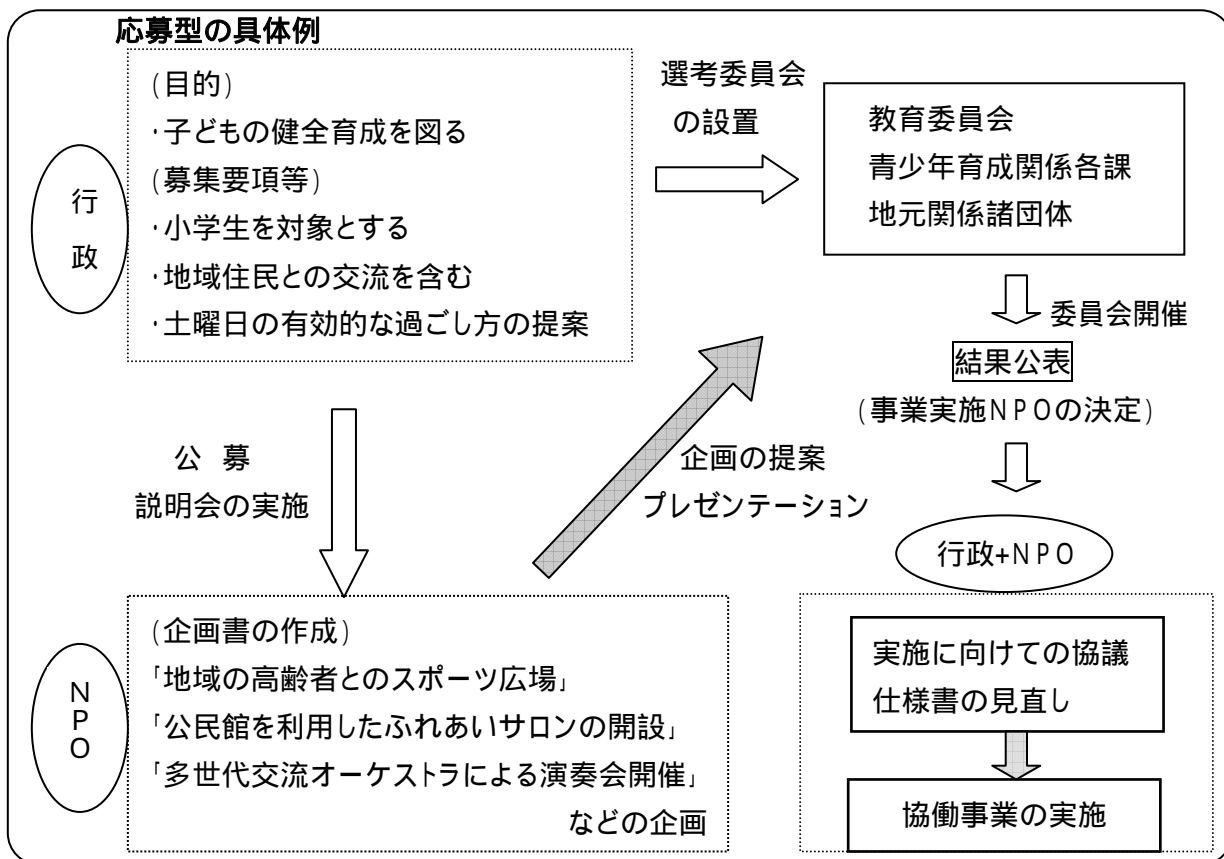 応募型の具体例
行
政
(目的)
・子どもの健全育成を図る
(募集要項等)
・小学生を対象とする
・地域住民との交流を含む
・土曜日の有効的な過ごし方の提案
選考委員会
の設置
教育委員会
青少年育成関係各課
地元関係諸団体
委員会開催
結果公表
(事業実施NPOの決定)
公 募
説明会の実施
企画の提案
プレゼンテーション
N
P
O
(企画書の作成)
「地域の高齢者とのスポーツ広場」
「公民館を利用したふれあいサロンの開設」
「多世代交流オーケストラによる演奏会開催」
などの企画
行政+NPO
実施に向けての協議
仕様書の見直し
協働事業の実施